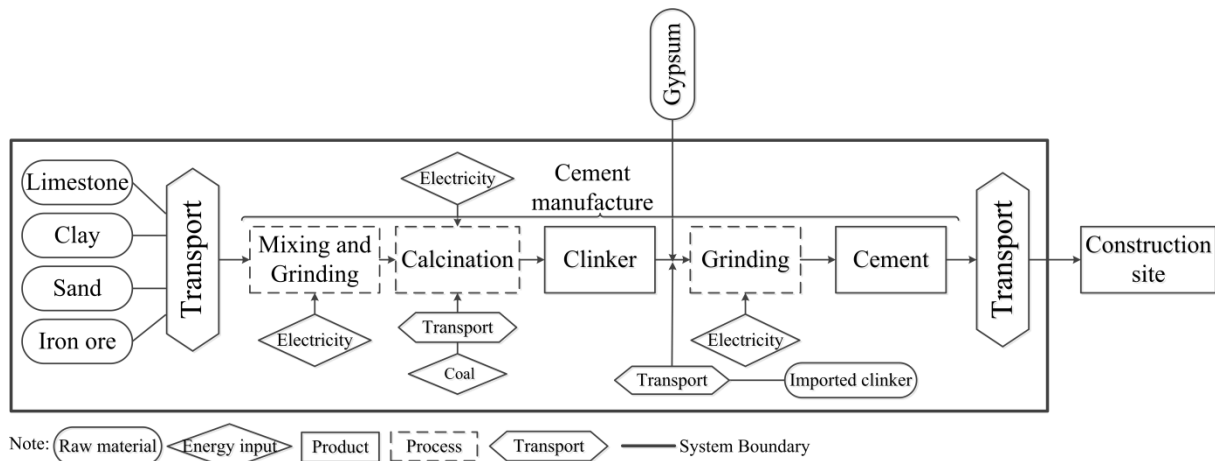 Gypsum
Limestone
Clay
Sand
Iron ore
Transport
Electricity
Cement
manufacture
Mixing and
Grinding
Calcination
Clinker
Grinding
Cement
Transport
Construction
site
Electricity
Transport
Coal
Electricity
Transport
Imported clinker
Note:
Raw material
Energy input
Product
Process
Transport
System Boundary